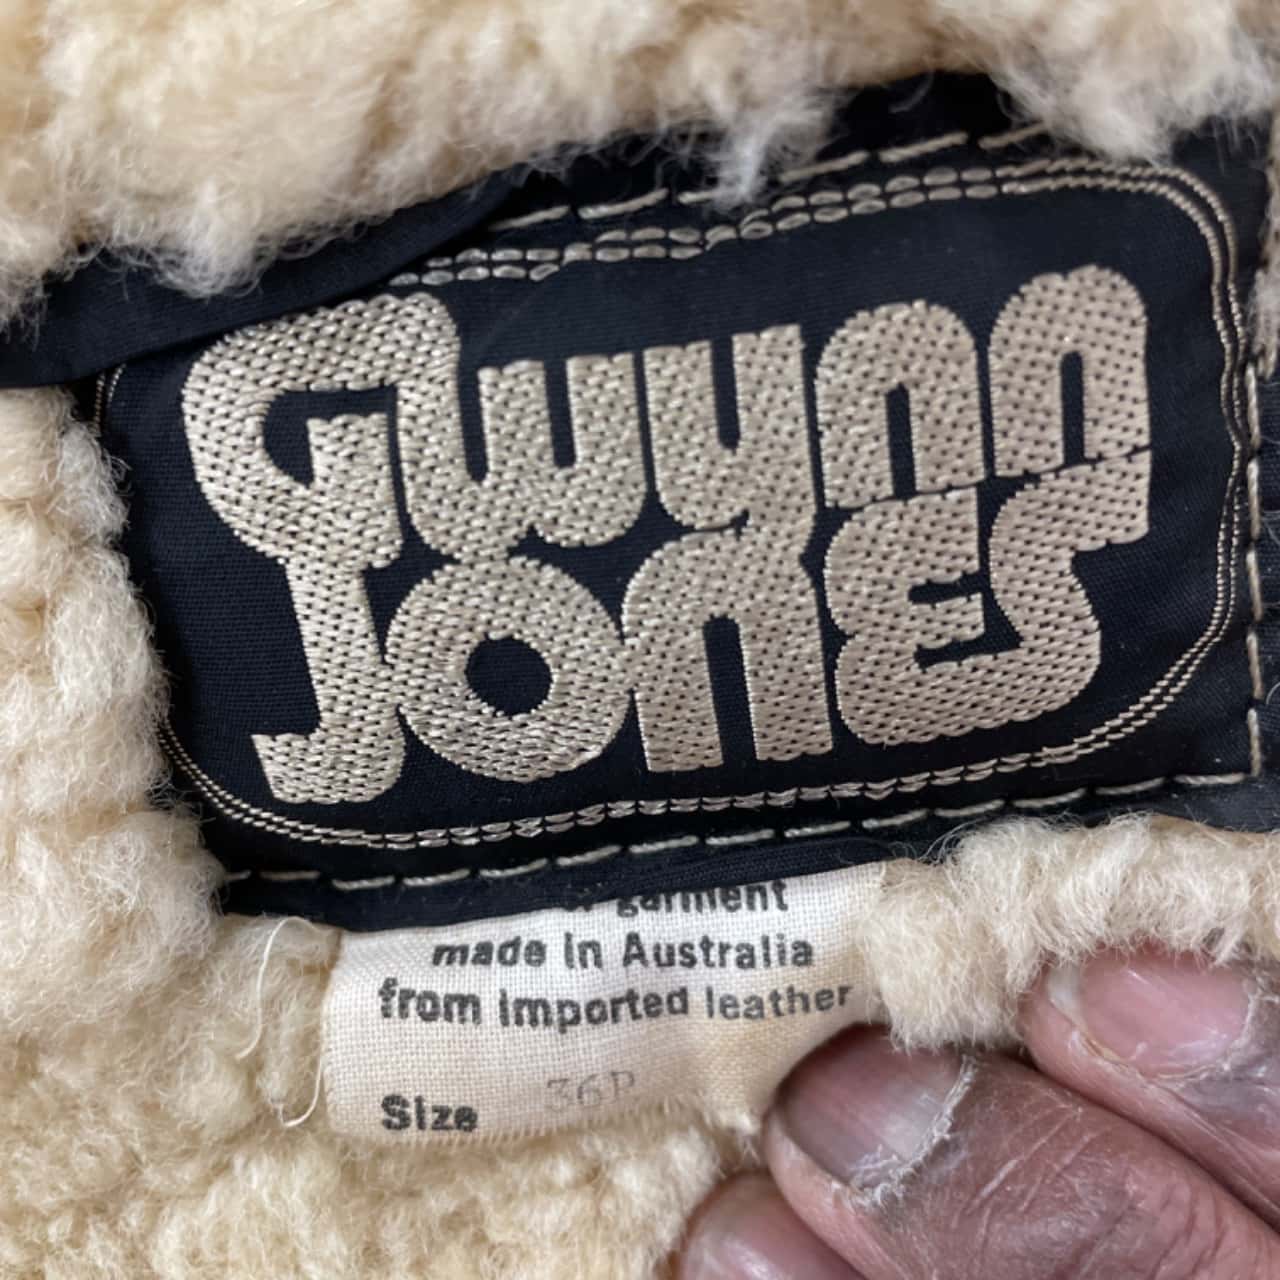 Gwynn
Jones
garment
made in Australia
from imported leather
Size 36P